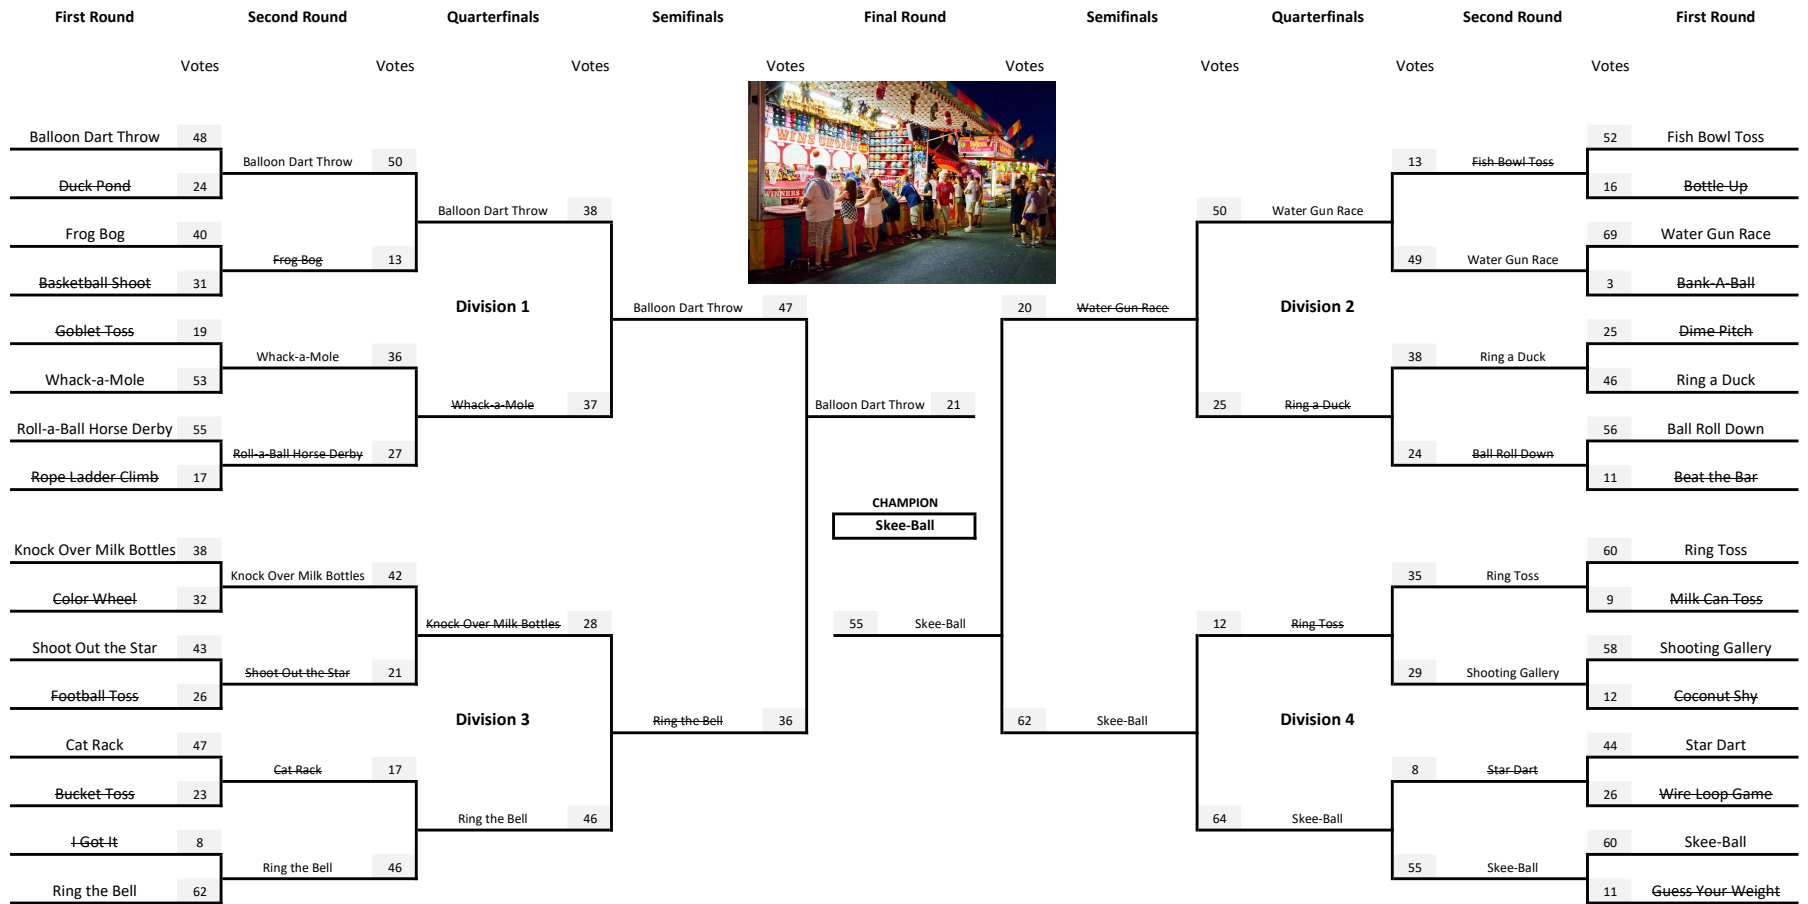 First Round Second Round Quarterfinals Semifinals Final Round Semifinals Quarterfinals Second Round First Round
Votes Votes Votes Votes Votes Votes Votes Votes
Balloon Dart Throw 48
Duck Pond 24
Frog Bog 40
Basketball Shoot 31
Goblet Toss 19
Whack-a-Mole 53
Roll-a-Ball Horse Derby 55
Rope Ladder Climb 17
Knock Over Milk Bottles 38
Color Wheel 32
Shoot Out the Star 43
Football Toss 26
Cat Rack 47
Bucket Toss 23
I Got It 8
Ring the Bell 62
Balloon Dart Throw 50
Frog Bog 13
Whack-a-Mole 36
Roll-a-Ball Horse Derby 27
Knock Over Milk Bottles 42
Shoot Out the Star 21
Cat Rack 17
Ring the Bell 46
Balloon Dart Throw 38
Division 1
Whack-a-Mole 37
Knock Over Milk Bottles 28
Division 3
Ring the Bell 46
Balloon Dart Throw 47
Ring the Bell 36
Balloon Dart Throw 21
CHAMPION
Skee-Ball
55 Skee-Ball
20 Water Gun Race
62 Skee-Ball
50 Water Gun Race
Division 2
25 Ring a Duck
12 Ring Toss
Division 4
64 Skee-Ball
13 Fish Bowl Toss
49 Water Gun Race
38 Ring a Duck
24 Ball Roll Down
35 Ring Toss
29 Shooting Gallery
8 Star Dart
55 Skee-Ball
52 Fish Bowl Toss
16 Bottle Up
69 Water Gun Race
3 Bank-A-Ball
25 Dime Pitch
46 Ring a Duck
56 Ball Roll Down
11 Beat the Bar
60 Ring Toss
9 Milk Can Toss
58 Shooting Gallery
12 Coconut Shy
44 Star Dart
26 Wire Loop Game
60 Skee-Ball
11 Guess Your Weight